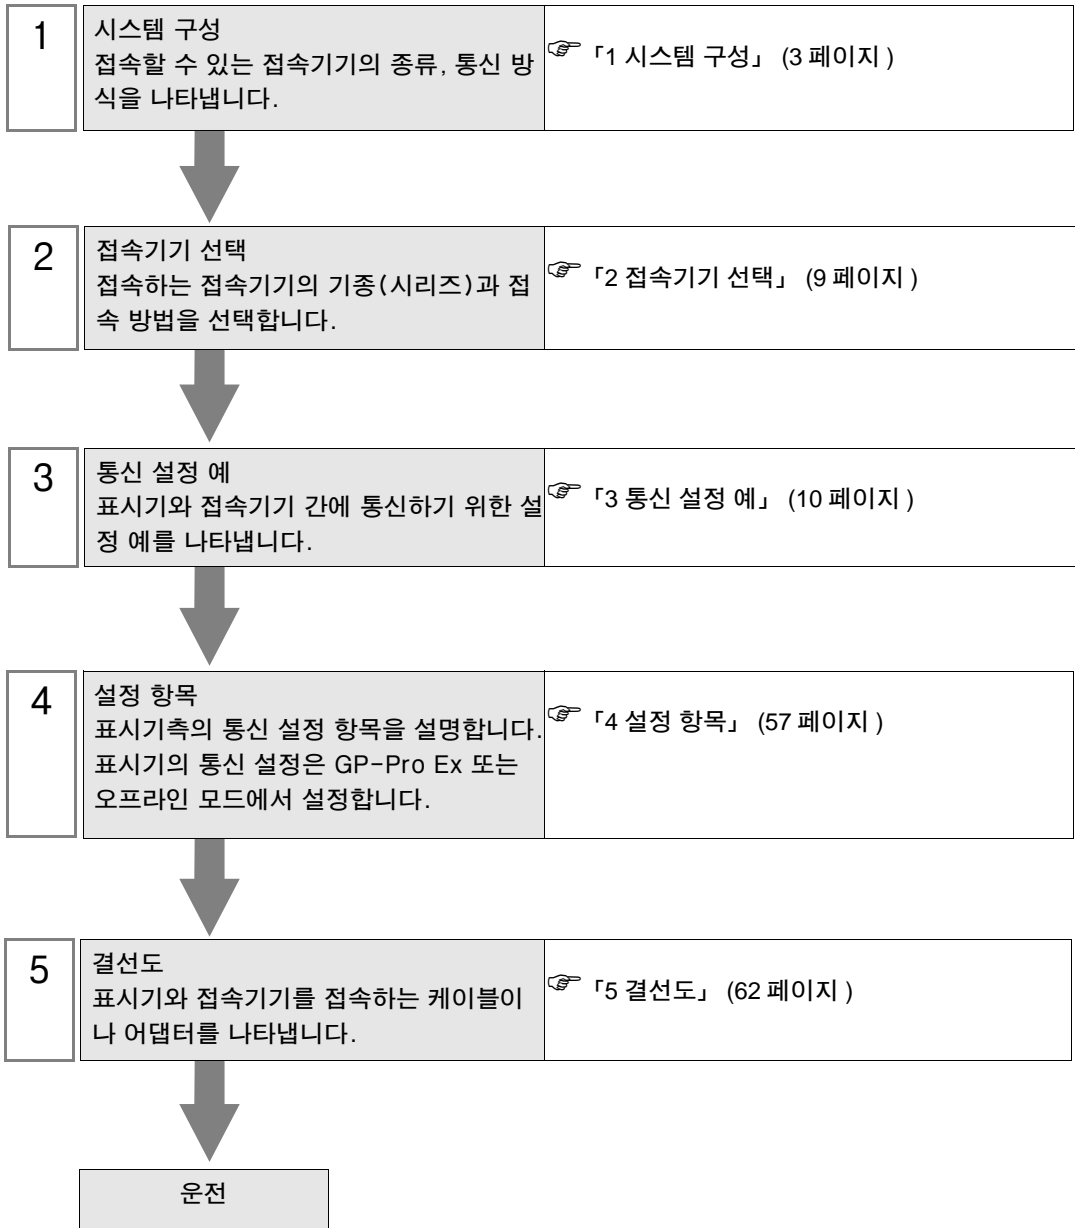 1
시스템 구성
접속할 수 있는 접속기기의 종류, 통신 방
식을 나타냅니다.
☞ 「1 시스템 구성」 (3 페이지 )
2
접속기기 선택
접속하는 접속기기의 기종(시리즈)과 접
속 방법을 선택합니다.
☞ 「2 접속기기 선택」 (9 페이지 )
3
통신 설정 예
표시기와 접속기기 간에 통신하기 위한 설
정 예를 나타냅니다.
☞ 「3 통신 설정 예」 (10 페이지 )
4
설정 항목
표시기측의 통신 설정 항목을 설명합니다.
표시기의 통신 설정은 GP-Pro Ex 또는
오프라인 모드에서 설정합니다.
☞ 「4 설정 항목」 (57 페이지 )
5
결선도
표시기와 접속기기를 접속하는 케이블이
나 어댑터를 나타냅니다.
☞ 「5 결선도」 (62 페이지 )
운전